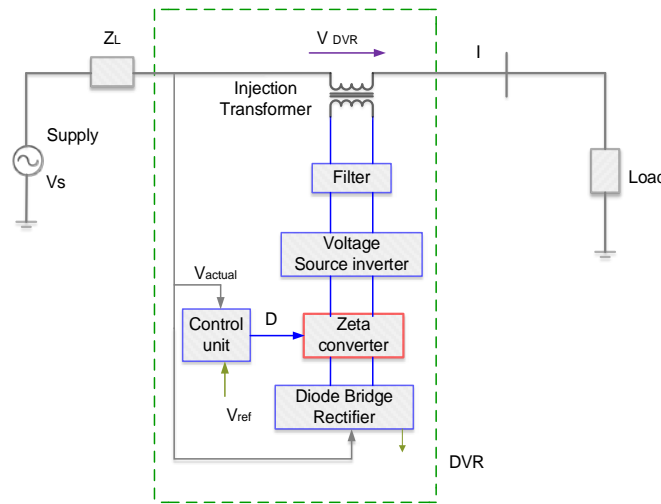 ZL
V DVR
I
Injection
Transformer
Supply
Vs
Filter
Load
Voltage
Source inverter
Vactual
Control
unit
D
Zeta
converter
Vref
Diode Bridge
Rectifier
DVR